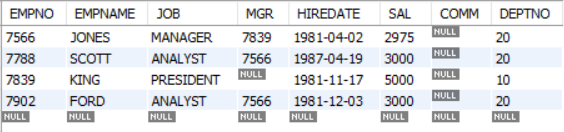 EMPNO EMPNAME JOB MGR HIREDATE SAL COMM DEPTNO
7566 JONES MANAGER 7839 1981-04-02 2975 NULL 20
7788 SCOTT ANALYST 7566 1987-04-19 3000 NULL 20
7839 KING PRESIDENT NULL 1981-11-17 5000 NULL 10
7902 FORD ANALYST 7566 1981-12-03 3000 NULL 20
NULL NULL NULL NULL NULL NULL NULL NULL